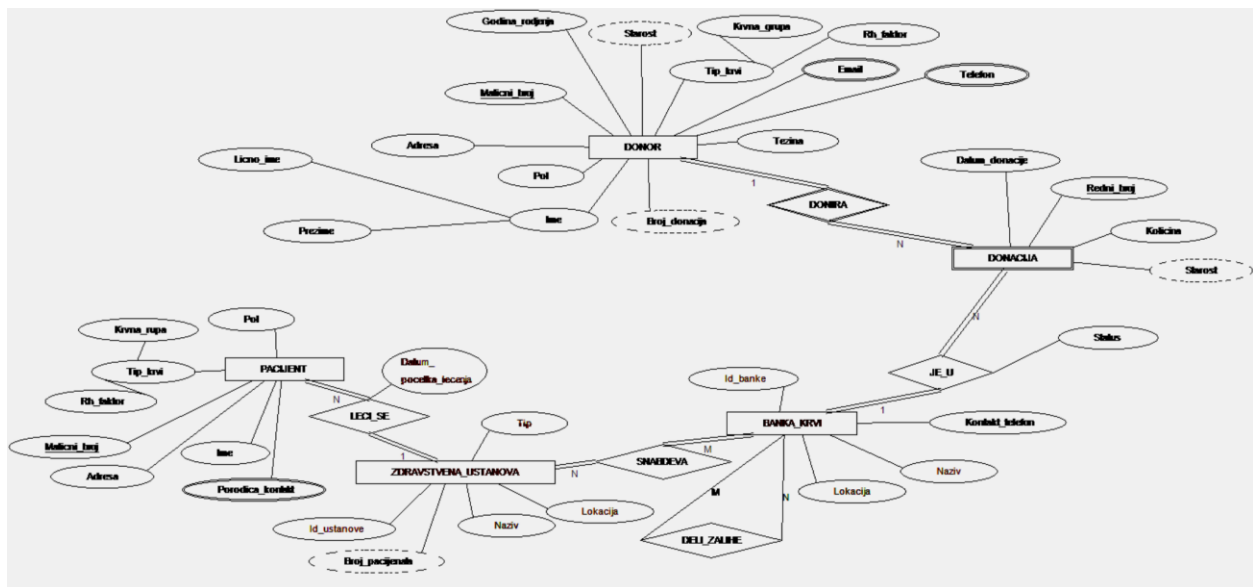 Godina_rodjenja
Starost
Krvna_grupa
Rh_faktor
Tip_krvi
Email
Telefon
Maticni_broj
Adresa
DONOR
Tezina
Licno_ime
Pol
Datum_donacije
1
DONIRA
Redni_broj
Prezime
Ime
Broj_donacija
N
Kolicina
DONACIJA
Starost
Pol
Krvna_rupa
N
Status
PACIJENT
Datum_
pocetka_lecenja
Tip_krvi
JE_U
Id_banke
Rh_faktor
N
LECI_SE
1
Tip
BANKA_KRVI
Kontakt_telefon
Maticni_broj
Ime
M
1
SNABDEVA
Adresa
ZDRAVSTVENA_USTANOVA
N
Naziv
Porodica_kontakt
M
N
Lokacija
Lokacija
Id_ustanove
Naziv
DELI_ZALIHE
Broj_pacijenata